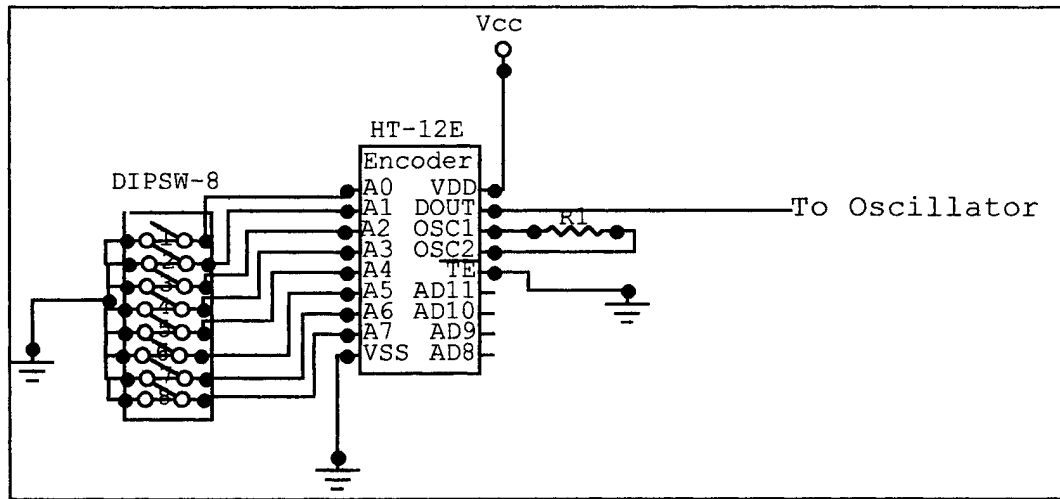 Vcc
HT-12E
Encoder
DIPSW-8
A0 VDD
A1 DOUT
A2 OSC1
A3 OSC2
A4 TE
A5 AD11
A6 AD10
A7 AD9
VSS AD8
R1
To Oscillator
1
2
3
4
5
6
7
8